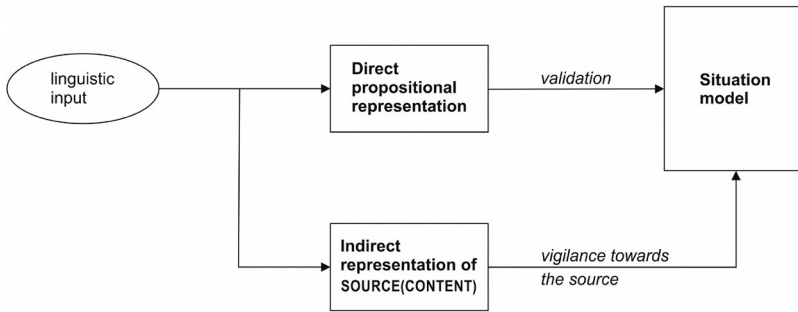 linguistic
input
Direct
propositional
representation
validation
Situation
model
Indirect
representation of
SOURCE(CONTENT)
vigilance towards
the source